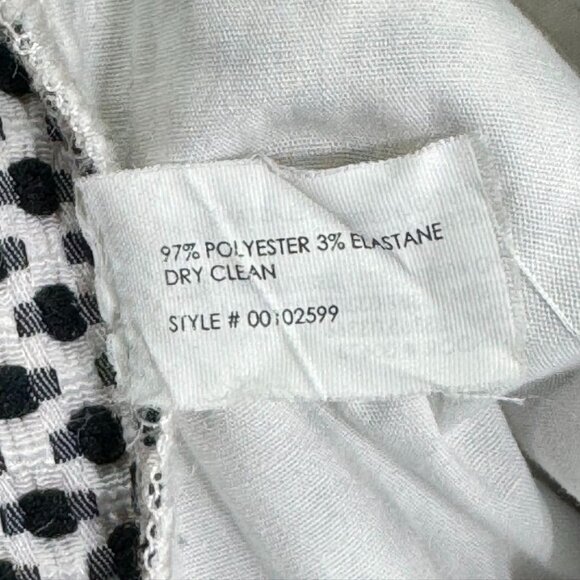 97% POLYESTER 3% ELASTANE
DRY CLEAN
STYLE # 00102599